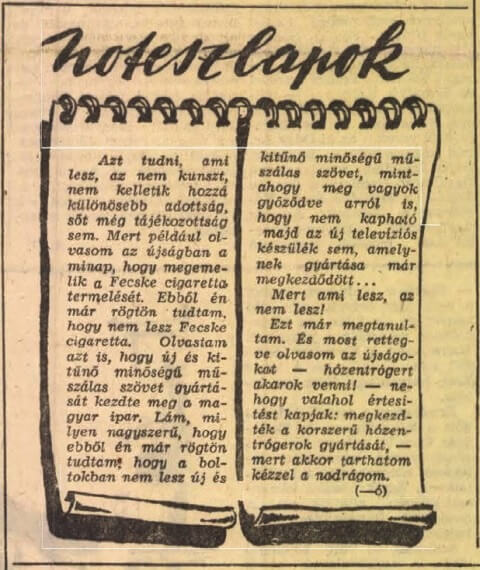 noteszlapok
Azt tudni, ami
lesz, az nem kunszt,
nem kelletik hozzá
különösebb adottság,
sőt még tájékozottság
sem. Mert például ol-
vasom az újságban a
minap, hogy megeme-
lik a Fecske cigaretta
termelését. Ebből én
már rögtön tudtam,
hogy nem lesz Fecske
cigaretta. Olvastam
azt is, hogy új és ki-
tűnő minőségű mű-
szálas szövet gyártá-
sát kezdte meg a ma-
gyar ipar. Lám, mi-
lyen nagyszerű, hogy
ebből én már rögtön
tudtam: hogy a bol-
tokban nem lesz új és
kitűnő minőségű mű-
szálas szövet, mint-
ahogy meg vagyok
győződve arról is,
hogy nem kapható
majd az új televíziós
készülék sem, amely-
nek gyártása már
megkezdődött...
Mert ami lesz, az
nem lesz!
Ezt már megtanul-
tam. És most retteg-
ve olvasom az újságo-
kat — hózentrógert
akarok venni! — ne-
hogy valahol értesí-
tést kapjak: megkezd-
ték a korszerű hózen-
trógerok gyártását, —
mert akkor tarthatom
kézzel a nadrágom.
(—ó)